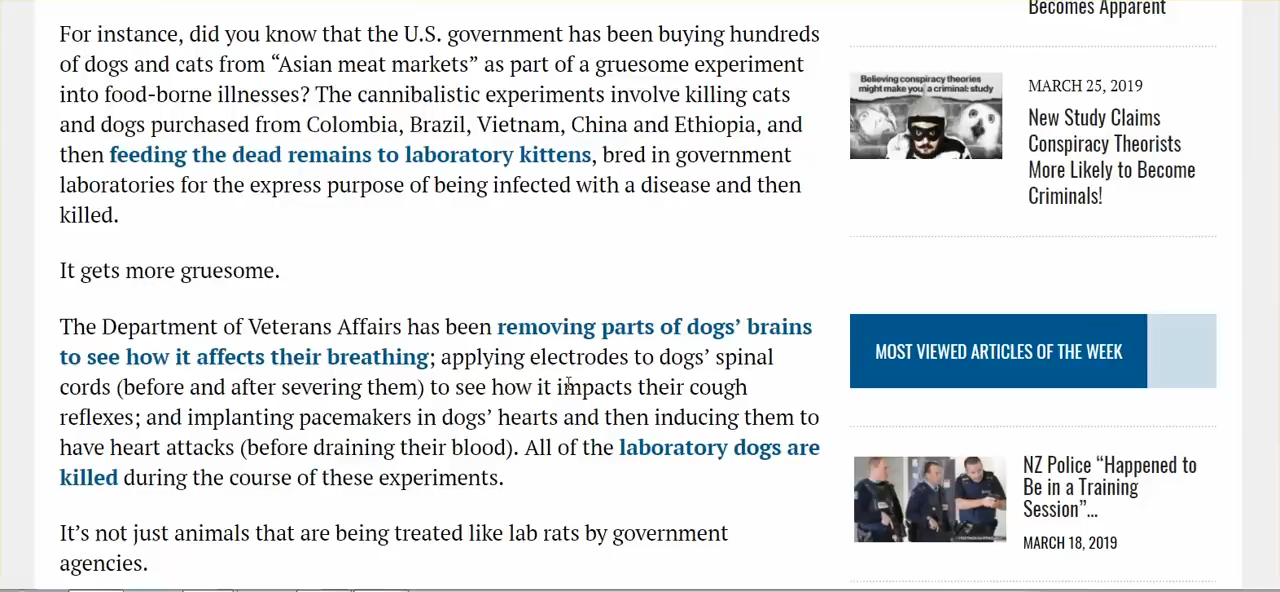 For instance, did you know that the U.S. government has been buying hundreds
of dogs and cats from “Asian meat markets” as part of a gruesome experiment
into food-borne illnesses? The cannibalistic experiments involve killing cats
and dogs purchased from Colombia, Brazil, Vietnam, China and Ethiopia, and
then feeding the dead remains to laboratory kittens, bred in government
laboratories for the express purpose of being infected with a disease and then
killed.
It gets more gruesome.
The Department of Veterans Affairs has been removing parts of dogs’ brains
to see how it affects their breathing; applying electrodes to dogs’ spinal
cords (before and after severing them) to see how it impacts their cough
reflexes; and implanting pacemakers in dogs’ hearts and then inducing them to
have heart attacks (before draining their blood). All of the laboratory dogs are
killed during the course of these experiments.
It’s not just animals that are being treated like lab rats by government
agencies.
Becomes Apparent
Believing conspiracy theories
might make you a criminal: study
MARCH 25, 2019
New Study Claims
Conspiracy Theorists
More Likely to Become
Criminals!
MOST VIEWED ARTICLES OF THE WEEK
NZ Police “Happened to
Be in a Training
Session”...
MARCH 18, 2019